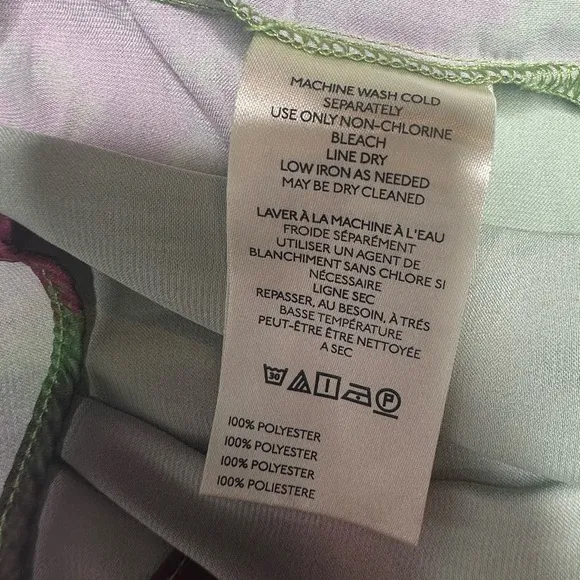 MACHINE WASH COLD
SEPARATELY
USE ONLY NON-CHLORINE
BLEACH
LINE DRY
LOW IRON AS NEEDED
MAY BE DRY CLEANED
LAVER À LA MACHINE À L'EAU
FROIDE SÉPARÉMENT
UTILISER UN AGENT DE
BLANCHIMENT SANS CHLORE SI
NÉCESSAIRE
LIGNE SEC
REPASSER, AU BESOIN, À TRÉS
BASSE TEMPÉRATURE
PEUT-ÊTRE ÊTRE NETTOYÉE
A SEC
30 P
100% POLYESTER
100% POLYESTER
100% POLYESTER
100% POLIESTERE